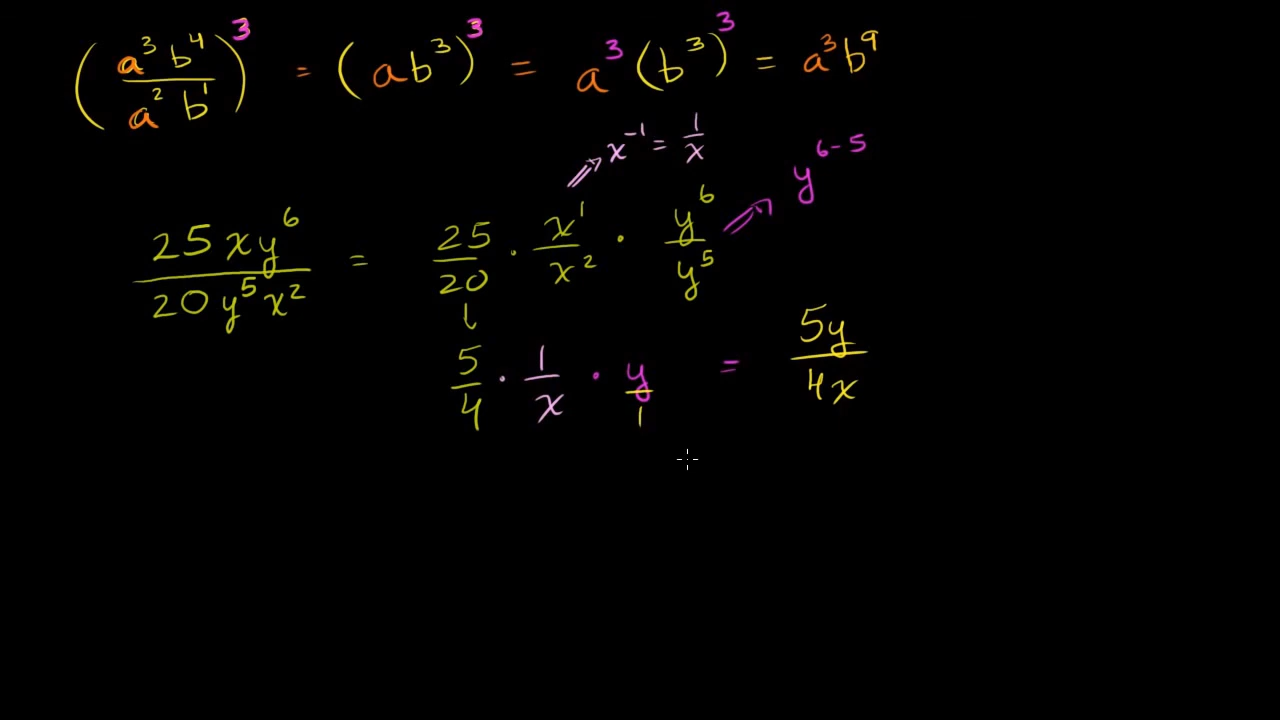 (a³b⁴/a²b¹)³ = (ab³)³ = a³(b³)³ = a³b⁹
x⁻¹ = 1/x
y⁶⁻⁵
25xy⁶/20y⁵x² = 25/20 · x¹/x² · y⁶/y⁵
5/4 · 1/x · y/1 = 5y/4x